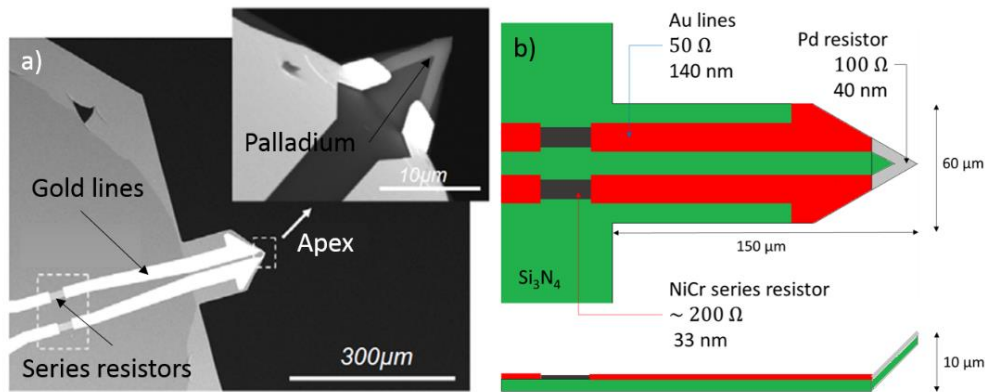 a)
Palladium
10µm
Gold lines
Apex
Series resistors
300µm
b)
Au lines
50 Ω
140 nm
Pd resistor
100 Ω
40 nm
60 µm
150 µm
Si₃N₄
NiCr series resistor
~ 200 Ω
33 nm
10 µm